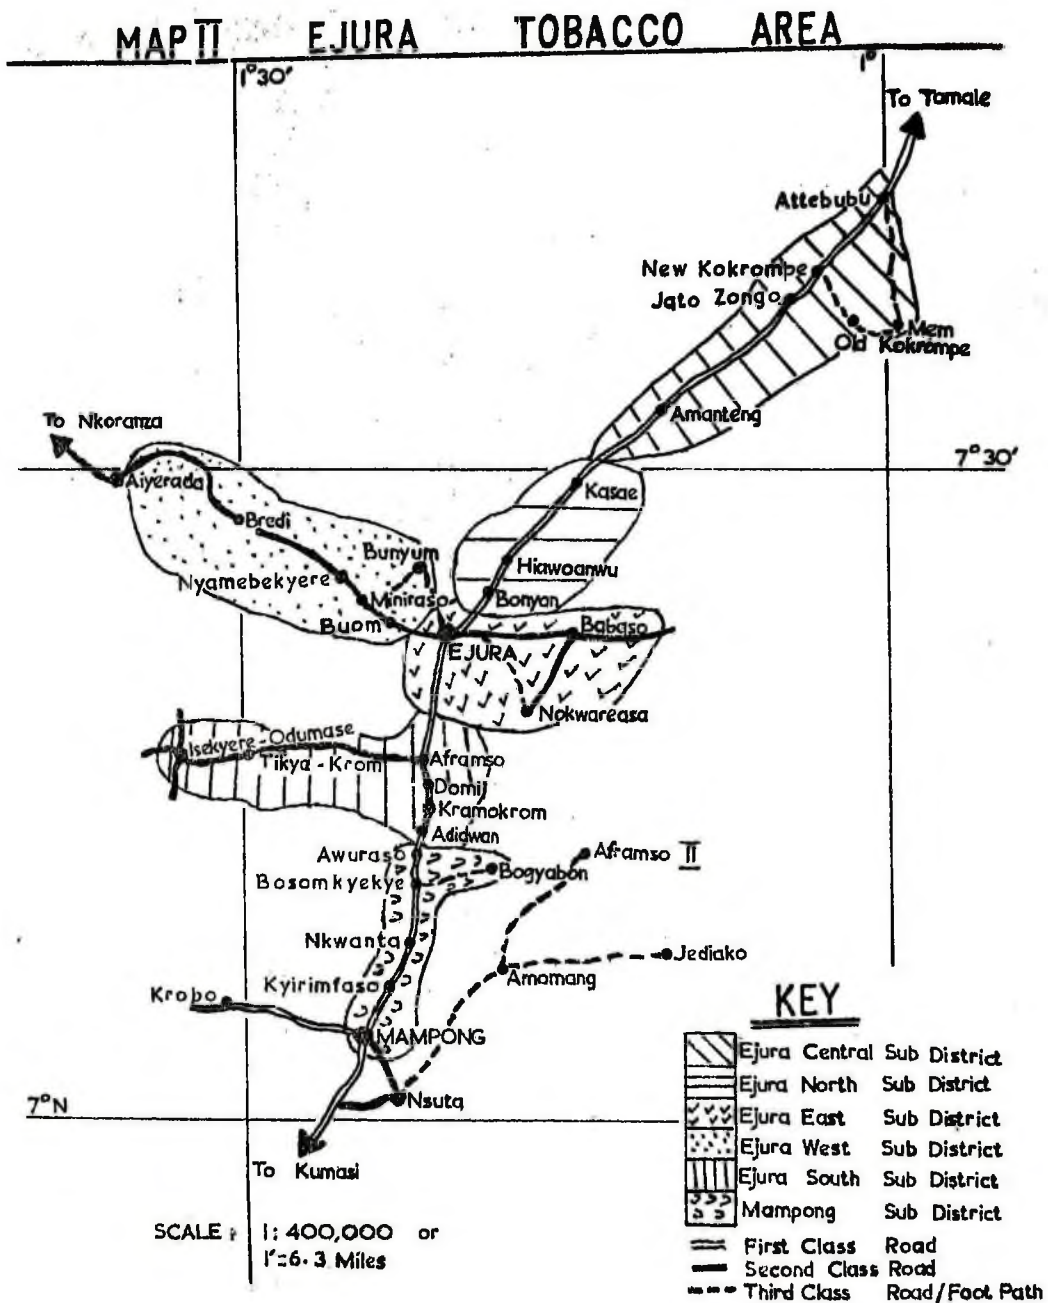 MAP II EJURA TOBACCO AREA
1°30'
1°
To Tamale
Attebubu
New Kokrompe
Jato Zongo
Mem
Old Kokrompe
Amanteng
To Nkoranza
7°30'
Aiyerada
Kasae
Bredi
Bunyum
Hiawoanwu
Nyamebekyere
Miniraso
Bonyan
Buom
Babaso
EJURA
Nokwareasa
Isekyere-Odumase
Tikya-Krom
Aframso
Domi
Kramokrom
Adidwan
Awuraso
Aframso II
Bosomkyekye
Bogyabon
Nkwanta
Jediako
Amomang
Kyirimfaso
Krobo
MAMPONG
Nsuta
7°N
To Kumasi
SCALE: 1:400,000 or
1"=6.3 Miles
KEY
Ejura Central Sub District
Ejura North Sub District
Ejura East Sub District
Ejura West Sub District
Ejura South Sub District
Mampong Sub District
First Class Road
Second Class Road
Third Class Road/Foot Path